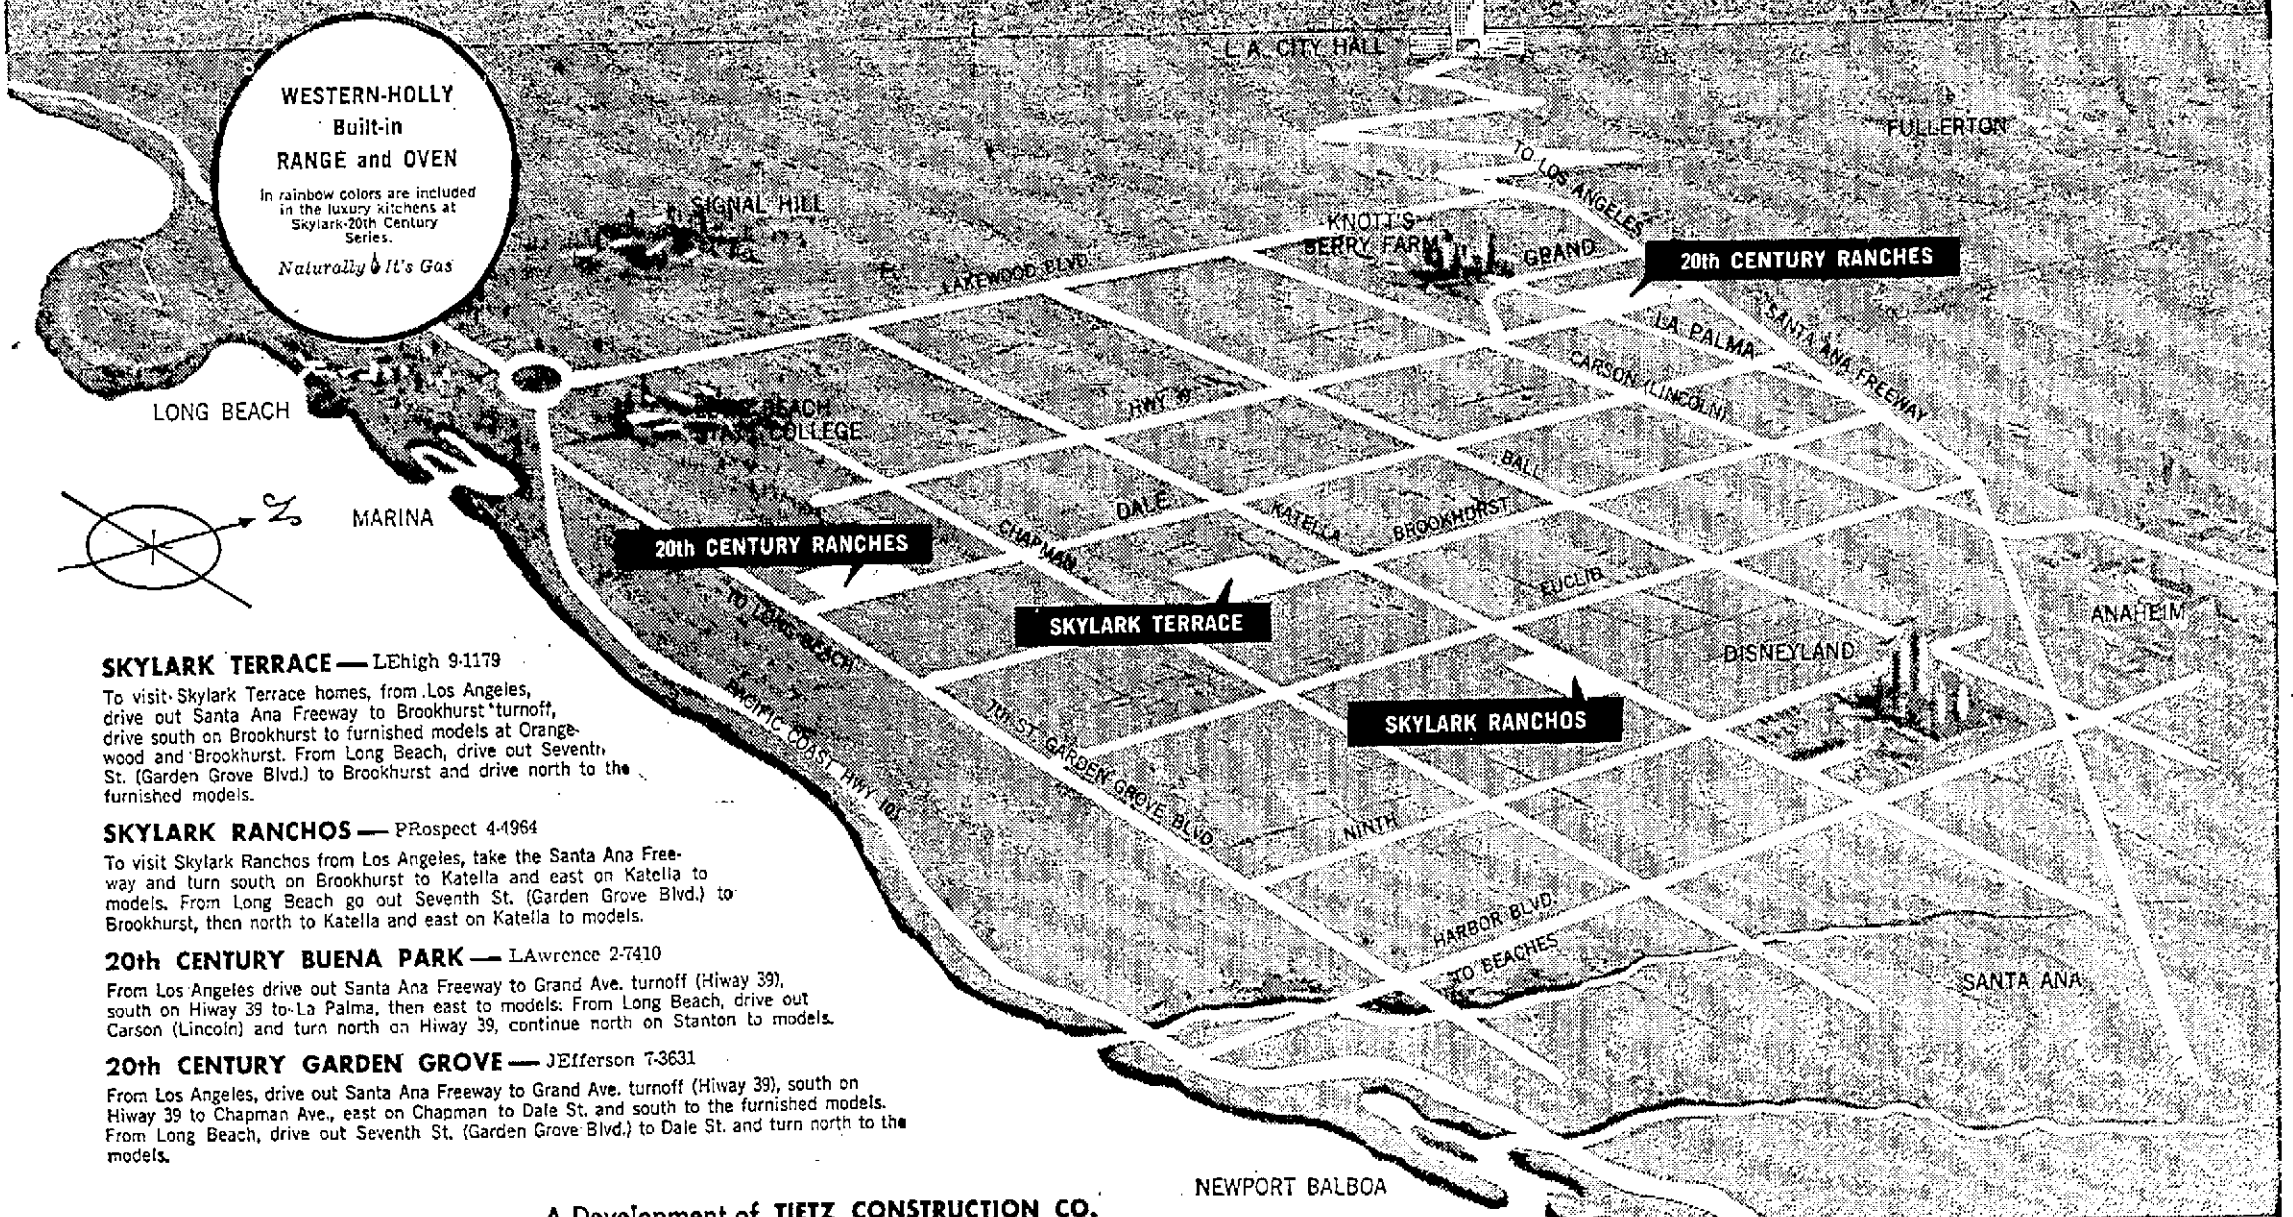 L. A. CITY HALL
WESTERN-HOLLY
Built-in
RANGE and OVEN
In rainbow colors are included
in the luxury kitchens at
Skylark-20th Century
Series.
Naturally It's Gas
FULLERTON
TO LOS ANGELES
SIGNAL HILL
KNOTT'S
BERRY FARM
GRAND
20th CENTURY RANCHES
LAKEWOOD BLVD.
LA PALMA
SANTA ANA FREEWAY
CARSON (LINCOLN)
HWY 39
LONG BEACH
LONG BEACH
STATE COLLEGE
BALL
DALE
KATELLA
BROOKHORST
MARINA
CHAPMAN
20th CENTURY RANCHES
EUCLID
TO LONG BEACH
SKYLARK TERRACE
ANAHEIM
DISNEYLAND
SKYLARK RANCHOS
PACIFIC COAST HWY 101
7th ST. GARDEN GROVE BLVD.
NINTH
HARBOR BLVD.
TO BEACHES
SANTA ANA
NEWPORT BALBOA
SKYLARK TERRACE — LEhigh 9-1179
To visit Skylark Terrace homes, from Los Angeles,
drive out Santa Ana Freeway to Brookhurst turnoff,
drive south on Brookhurst to furnished models at Orange-
wood and Brookhurst. From Long Beach, drive out Seventh
St. (Garden Grove Blvd.) to Brookhurst and drive north to the
furnished models.
SKYLARK RANCHOS — PRospect 4-4964
To visit Skylark Ranchos from Los Angeles, take the Santa Ana Free-
way and turn south on Brookhurst to Katella and east on Katella to
models. From Long Beach go out Seventh St. (Garden Grove Blvd.) to
Brookhurst, then north to Katella and east on Katella to models.
20th CENTURY BUENA PARK — LAwrence 2-7410
From Los Angeles drive out Santa Ana Freeway to Grand Ave. turnoff (Hiway 39),
south on Hiway 39 to La Palma, then east to models. From Long Beach, drive out
Carson (Lincoln) and turn north on Hiway 39, continue north on Stanton to models.
20th CENTURY GARDEN GROVE — JEfferson 7-3631
From Los Angeles, drive out Santa Ana Freeway to Grand Ave. turnoff (Hiway 39), south on
Hiway 39 to Chapman Ave., east on Chapman to Dale St. and south to the furnished models.
From Long Beach, drive out Seventh St. (Garden Grove Blvd.) to Dale St. and turn north to the
models.
A Development of TIETZ CONSTRUCTION CO.